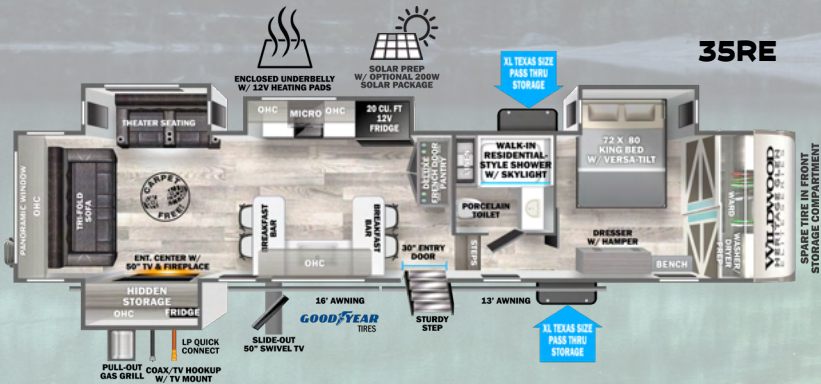 35RE
ENCLOSED UNDERBELLY
W/ 12V HEATING PADS
SOLAR PREP
W/ OPTIONAL 200W
SOLAR PACKAGE
XL TEXAS SIZE
PASS THRU
STORAGE
THEATER SEATING
OHC
MICRO
OHC
20 CU. FT
12V
FRIDGE
PANORAMIC WINDOW
OHC
TRI-FOLD
SOFA
CARPET
FREE!
DELUXE
FRENCH DOOR
PANTRY
LINEN
WALK-IN
RESIDENTIAL-
STYLE SHOWER
W/ SKYLIGHT
72 X 80
KING BED
W/ VERSA-TILT
PORCELAIN
TOILET
BREAKFAST
BAR
BREAKFAST
BAR
30" ENTRY
DOOR
STEPS
DRESSER
W/ HAMPER
BENCH
WARD
WASHER/
DRYER
PREP
WILDWOOD
HERITAGE GLEN
SPARE TIRE IN FRONT
STORAGE COMPARTMENT
ENT. CENTER W/
50" TV & FIREPLACE
OHC
HIDDEN
STORAGE
OHC
FRIDGE
LP QUICK
CONNECT
PULL-OUT
GAS GRILL
COAX/TV HOOKUP
W/ TV MOUNT
SLIDE-OUT
50" SWIVEL TV
16' AWNING
GOODYEAR
TIRES
STURDY
STEP
13' AWNING
XL TEXAS SIZE
PASS THRU
STORAGE